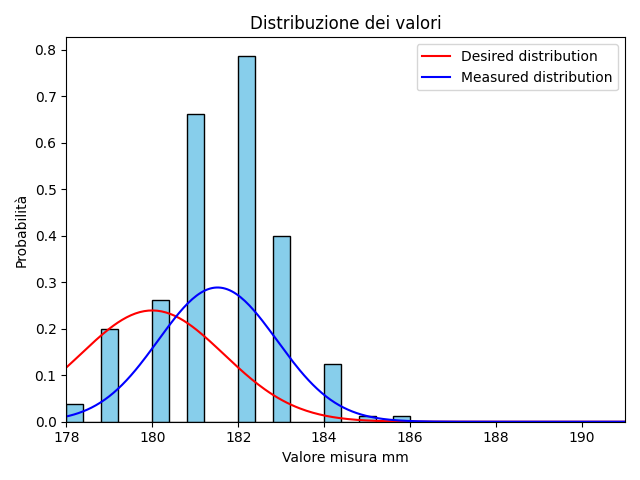 Distribuzione dei valori
Desired distribution
Measured distribution
Probabilità
0.8
0.7
0.6
0.5
0.4
0.3
0.2
0.1
0.0
178 180 182 184 186 188 190
Valore misura mm